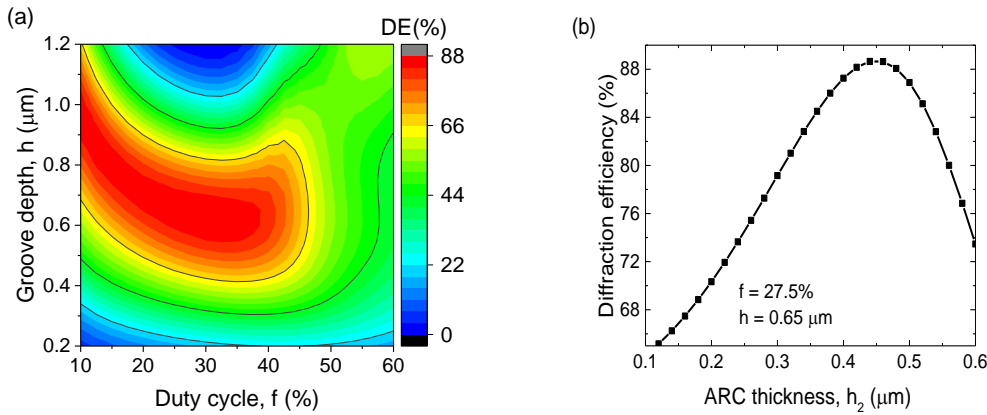 (a)
DE(%)
1.2
1.0
0.8
0.6
0.4
0.2
Groove depth, h (μm)
10 20 30 40 50 60
Duty cycle, f (%)
88
66
44
22
0
(b)
88
84
80
76
72
68
Diffraction efficiency (%)
f = 27.5%
h = 0.65 μm
0.1 0.2 0.3 0.4 0.5 0.6
ARC thickness, h₂ (μm)